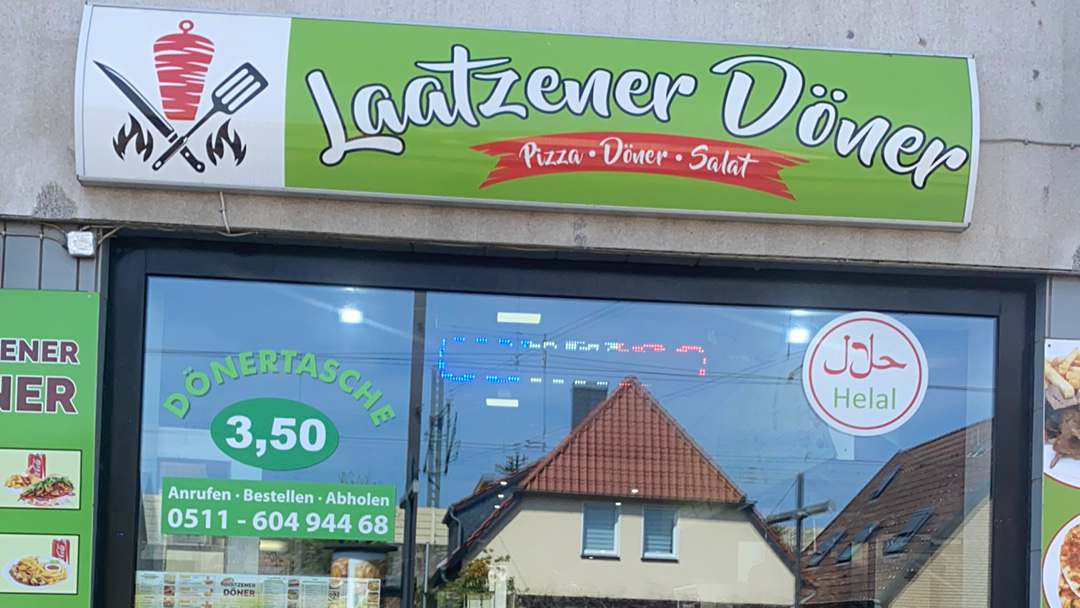 Laatzener Döner
Pizza • Döner • Salat
ENER
NER
DÖNERTASCHE
3,50
Anrufen · Bestellen · Abholen
0511 - 604 944 68
حلال
Helal
DÖNER